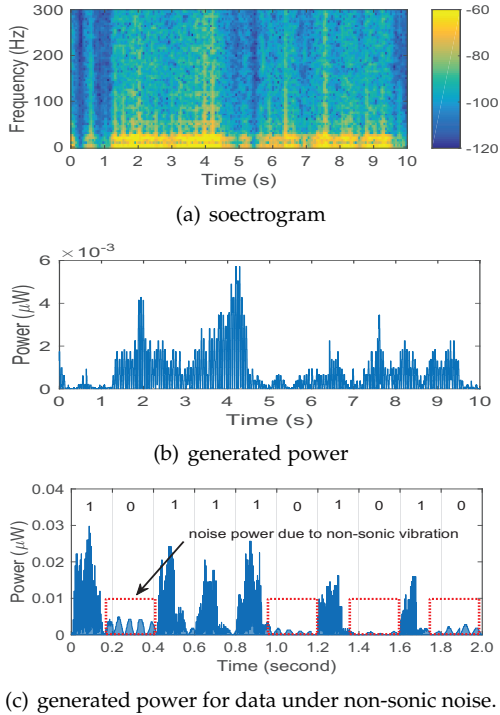 300
200
100
0
Frequency (Hz)
0 1 2 3 4 5 6 7 8 9 10
Time (s)
-60
-80
-100
-120
(a) soectrogram
× 10⁻³
6
4
2
0
Power (μW)
0 1 2 3 4 5 6 7 8 9 10
Time (s)
(b) generated power
0.04
0.03
0.02
0.01
0
Power (μW)
1 0 1 1 1 0 1 0 1 0
noise power due to non-sonic vibration
0 0.2 0.4 0.6 0.8 1.0 1.2 1.4 1.6 1.8 2.0
Time (second)
(c) generated power for data under non-sonic noise.